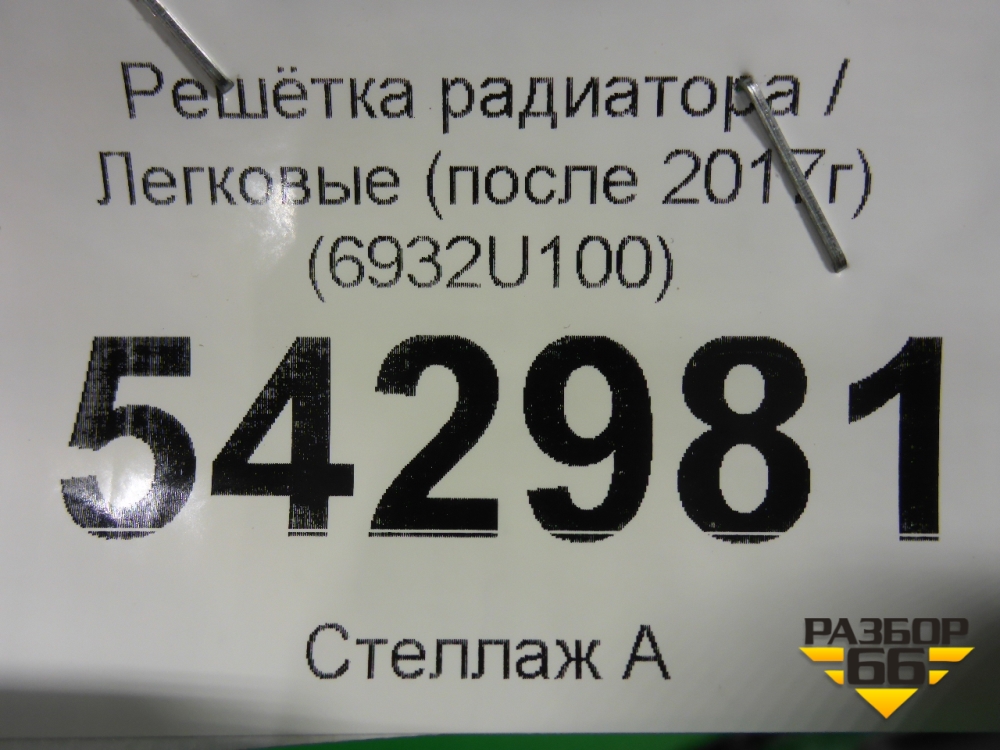 Решётка радиатора /
Легковые (после 2017г)
(6932U100)
542981
Стеллаж А
РАЗБОР
66